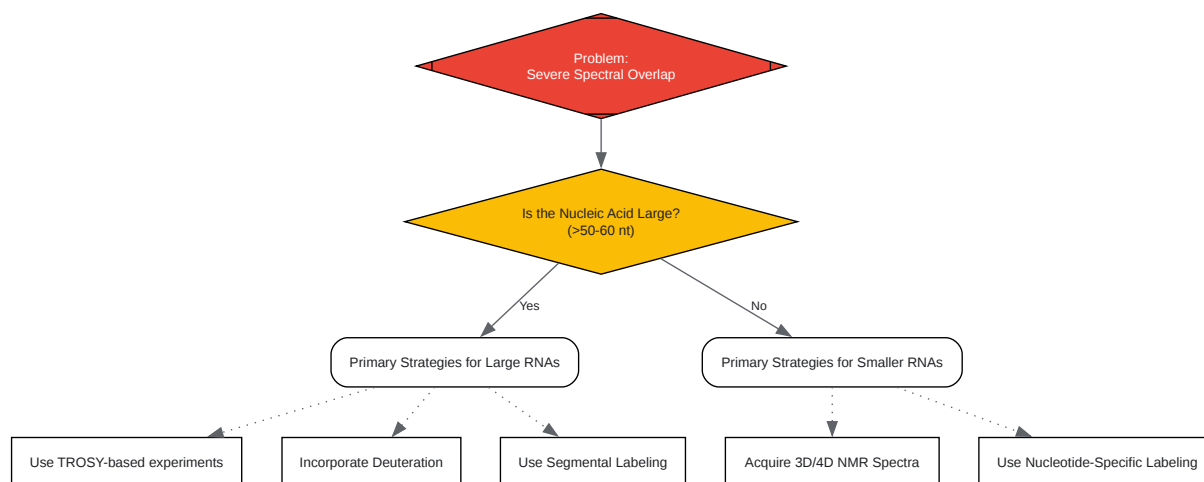 Problem:
Severe Spectral Overlap
Is the Nucleic Acid Large?
(>50-60 nt)
Yes
No
Primary Strategies for Large RNAs
Primary Strategies for Smaller RNAs
Use TROSY-based experiments
Incorporate Deuteration
Use Segmental Labeling
Acquire 3D/4D NMR Spectra
Use Nucleotide-Specific Labeling